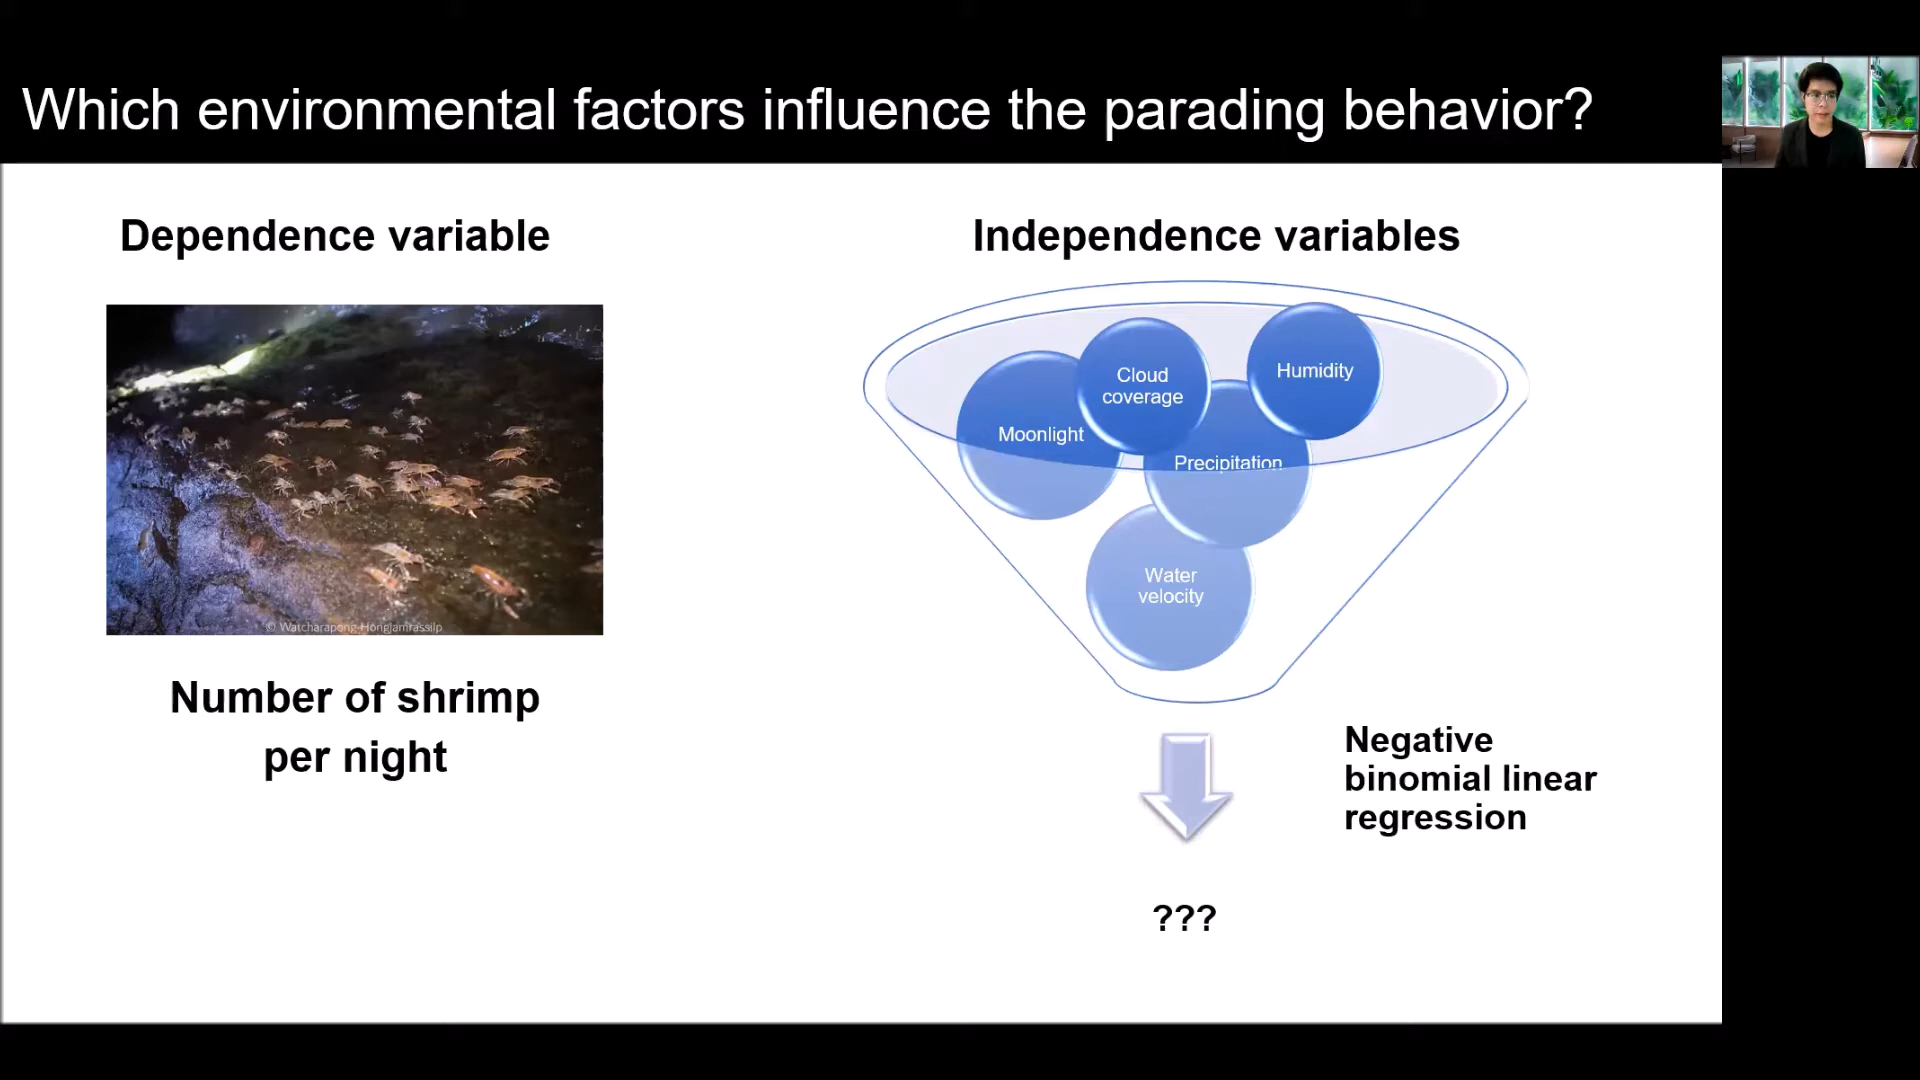 Which environmental factors influence the parading behavior?
Dependence variable
© Watcharapong Hongjamrassilp
Number of shrimp
per night
Independence variables
Cloud
coverage
Humidity
Moonlight
Precipitation
Water
velocity
Negative
binomial linear
regression
???